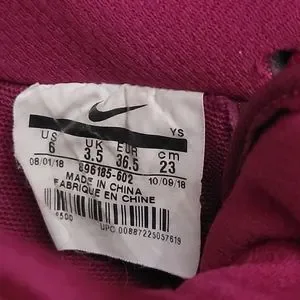 YS
US UK EUR cm
6 3.5 36.5 23
08/01/18 10/09/18
896185-602
MADE IN CHINA
FABRIQUÉ EN CHINE
UPC 00887225057619